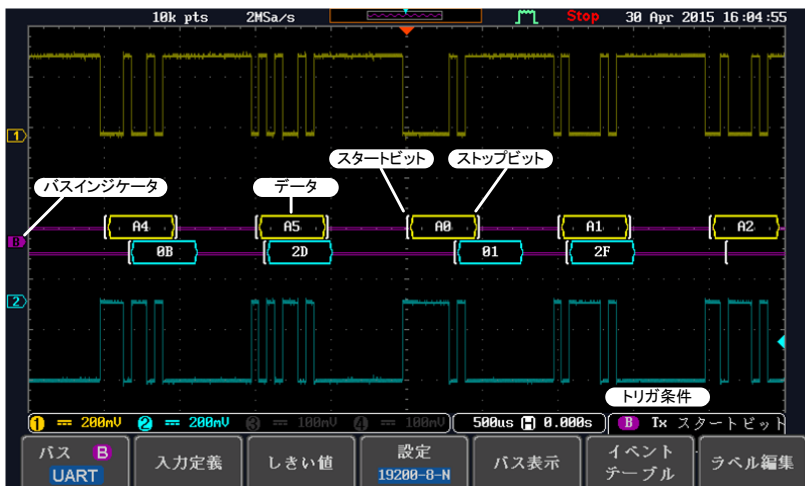 10k pts 2MSa/s Stop 30 Apr 2015 16:04:55
1
スタートビット ストップビット
バスインジケータ データ
A4 A5 A0 A1 A2
B
0B 2D 01 2F
2
トリガ条件
1 200mV 2 200mV 3 100mV 4 100mV 500us H 0.000s B Tx スタートビット
バス B 入力定義 しきい値 設定 バス表示 イベント ラベル編集
UART 19200-8-N テーブル